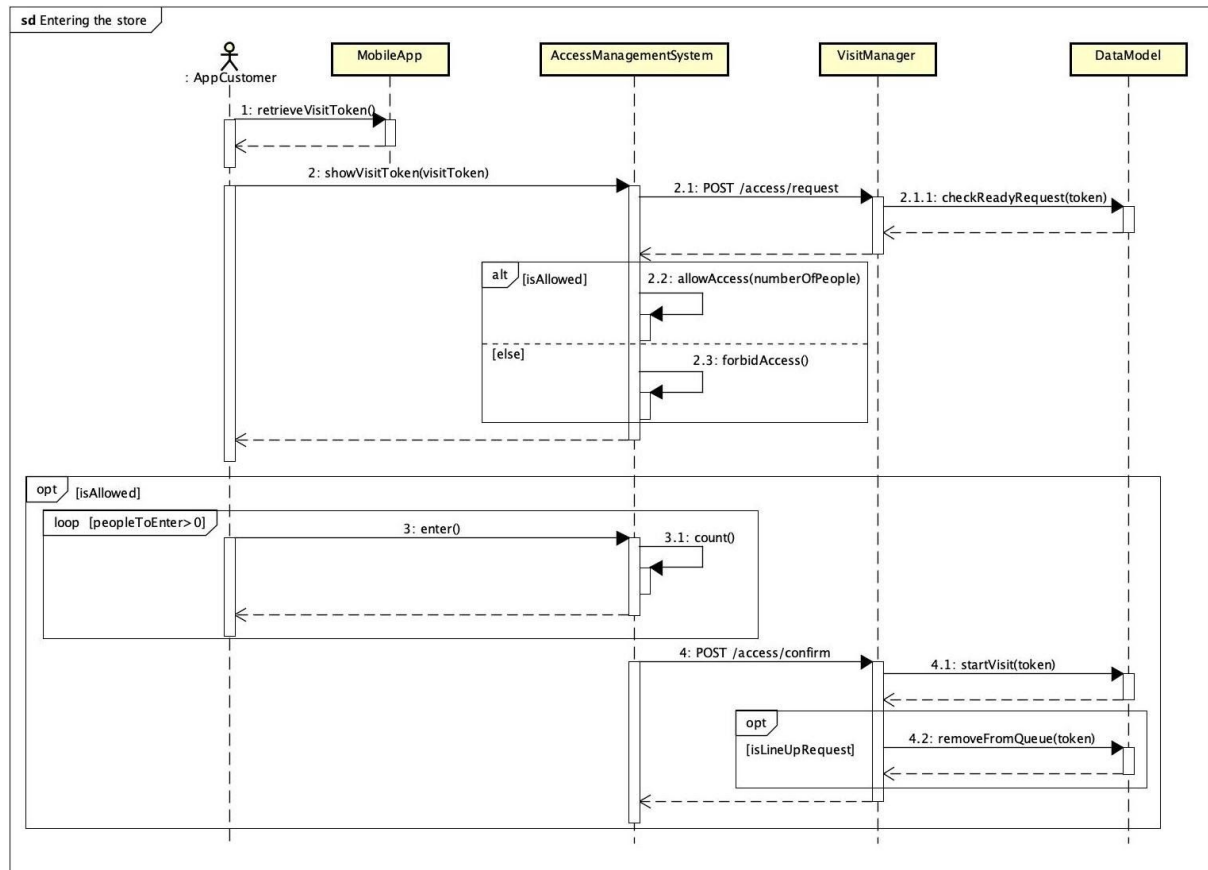 sd Entering the store
MobileApp
AccessManagementSystem
VisitManager
DataModel
: AppCustomer
1: retrieveVisitToken()
2: showVisitToken(visitToken)
2.1: POST /access/request
2.1.1: checkReadyRequest(token)
alt
[isAllowed]
2.2: allowAccess(numberOfPeople)
[else]
2.3: forbidAccess()
opt
[isAllowed]
loop [peopleToEnter>0]
3: enter()
3.1: count()
4: POST /access/confirm
4.1: startVisit(token)
opt
[isLineUpRequest]
4.2: removeFromQueue(token)